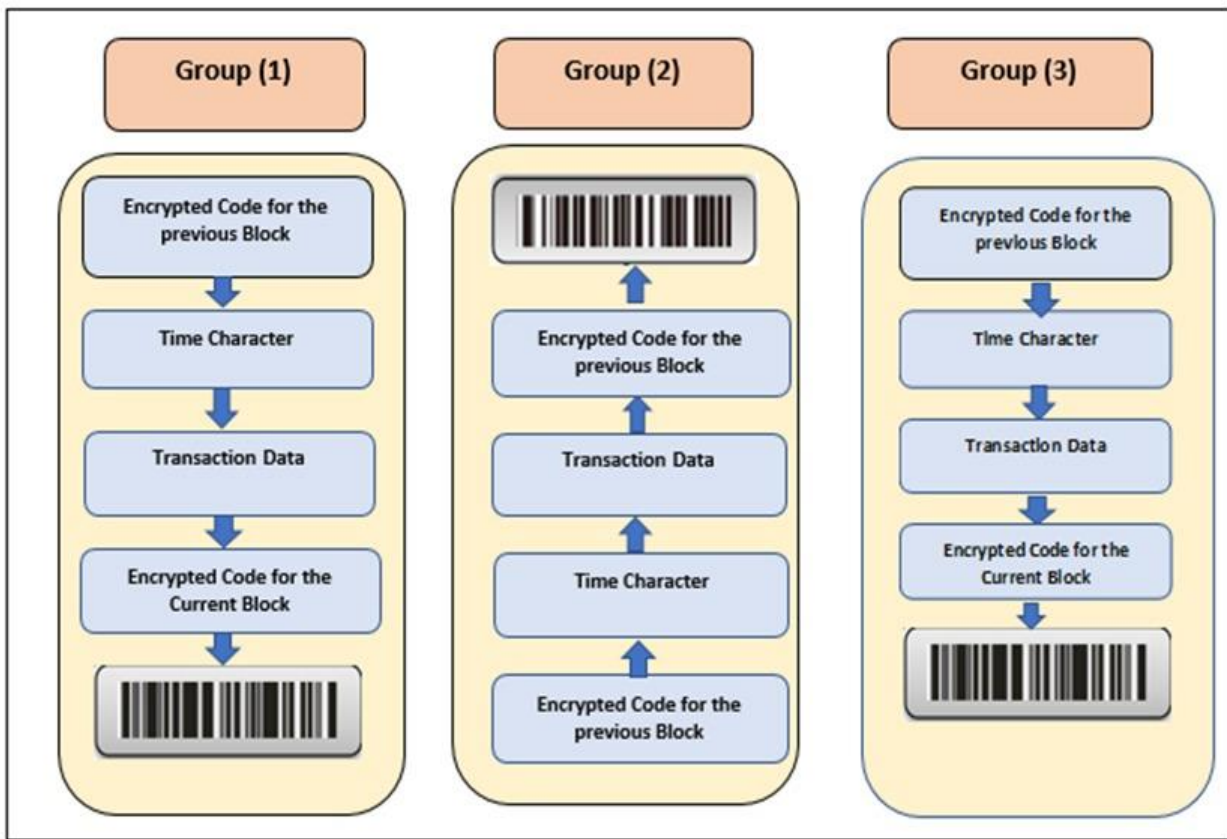 Group (1)
Encrypted Code for the
previous Block
Time Character
Transaction Data
Encrypted Code for the
Current Block
Group (2)
Encrypted Code for the
previous Block
Transaction Data
Time Character
Encrypted Code for the
previous Block
Group (3)
Encrypted Code for the
previous Block
Time Character
Transaction Data
Encrypted Code for the
Current Block